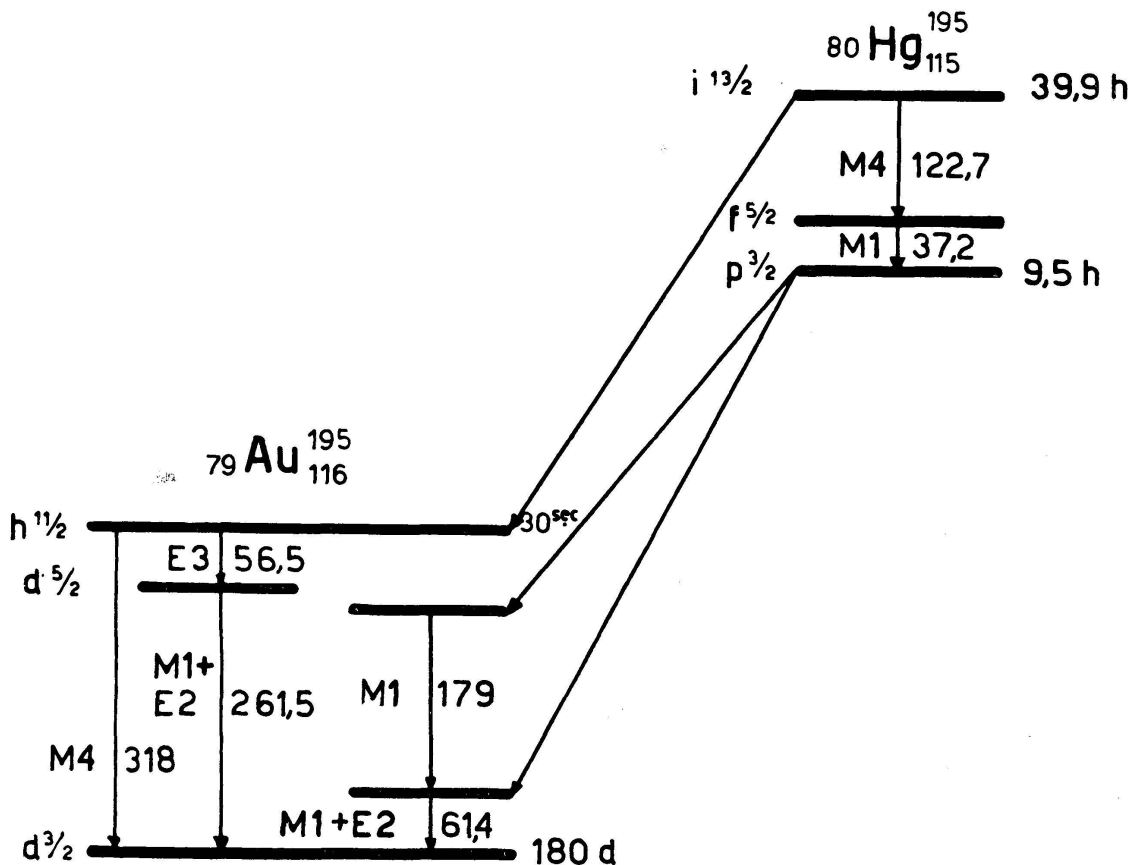 80 Hg 195 115
i 13/2 39,9 h
M4 122,7
f 5/2
M1 37,2
p 3/2 9,5 h
79 Au 195 116
h 11/2 30 sec
E3 56,5
d 5/2
M1+
E2 261,5
M1 179
M4 318
M1+E2 61,4
d 3/2 180 d